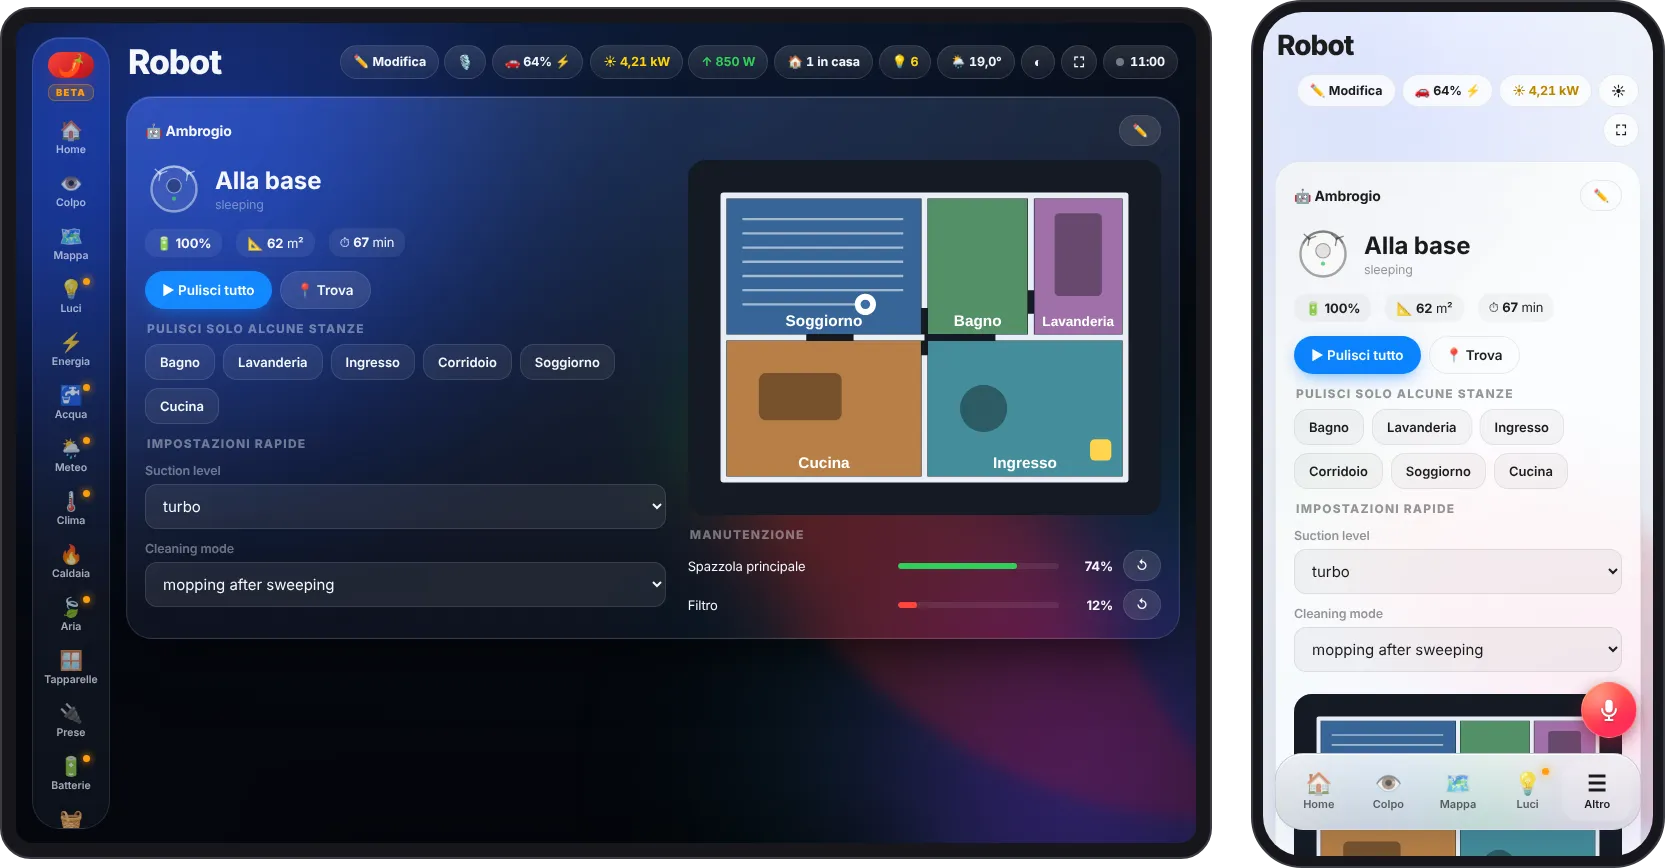 BETA
Home
Colpo
Mappa
Luci
Energia
Acqua
Meteo
Clima
Caldaia
Aria
Tapparelle
Prese
Batterie
Robot
✏️ Modifica
🚗 64% ⚡
☀ 4,21 kW
↑ 850 W
🏠 1 in casa
💡 6
19,0°
11:00
🤖 Ambrogio
Alla base
sleeping
🔋 100%
📐 62 m²
⏱ 67 min
▶ Pulisci tutto
📍 Trova
PULISCI SOLO ALCUNE STANZE
Bagno
Lavanderia
Ingresso
Corridoio
Soggiorno
Cucina
IMPOSTAZIONI RAPIDE
Suction level
turbo
Cleaning mode
mopping after sweeping
Soggiorno
Bagno
Lavanderia
Cucina
Ingresso
MANUTENZIONE
Spazzola principale
74%
Filtro
12%
Robot
✏️ Modifica
🚗 64% ⚡
☀ 4,21 kW
🤖 Ambrogio
Alla base
sleeping
🔋 100%
📐 62 m²
⏱ 67 min
▶ Pulisci tutto
📍 Trova
PULISCI SOLO ALCUNE STANZE
Bagno
Lavanderia
Ingresso
Corridoio
Soggiorno
Cucina
IMPOSTAZIONI RAPIDE
Suction level
turbo
Cleaning mode
mopping after sweeping
Home
Colpo
Mappa
Luci
Altro